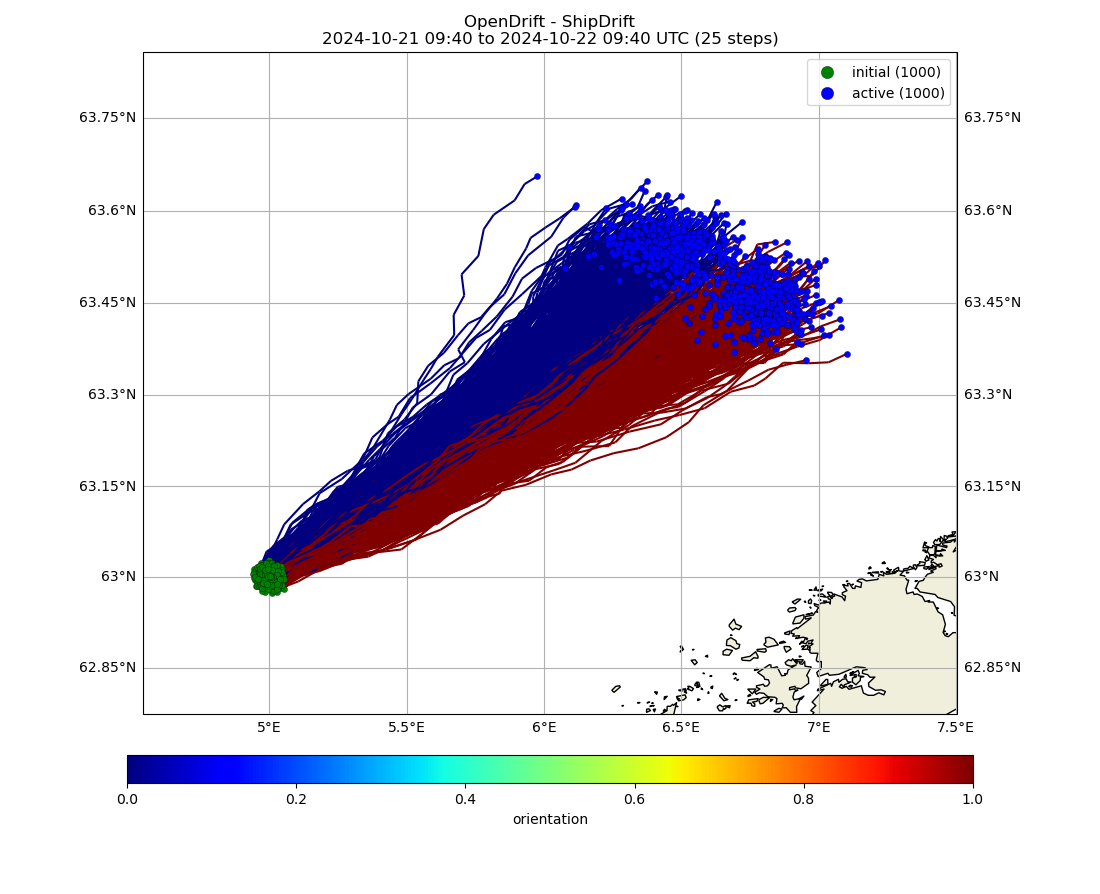 OpenDrift - ShipDrift
2024-10-21 09:40 to 2024-10-22 09:40 UTC (25 steps)
initial (1000)
active (1000)
63.75°N 63.75°N
63.6°N 63.6°N
63.45°N 63.45°N
63.3°N 63.3°N
63.15°N 63.15°N
63°N 63°N
62.85°N 62.85°N
5°E 5.5°E 6°E 6.5°E 7°E 7.5°E
0.0 0.2 0.4 0.6 0.8 1.0
orientation